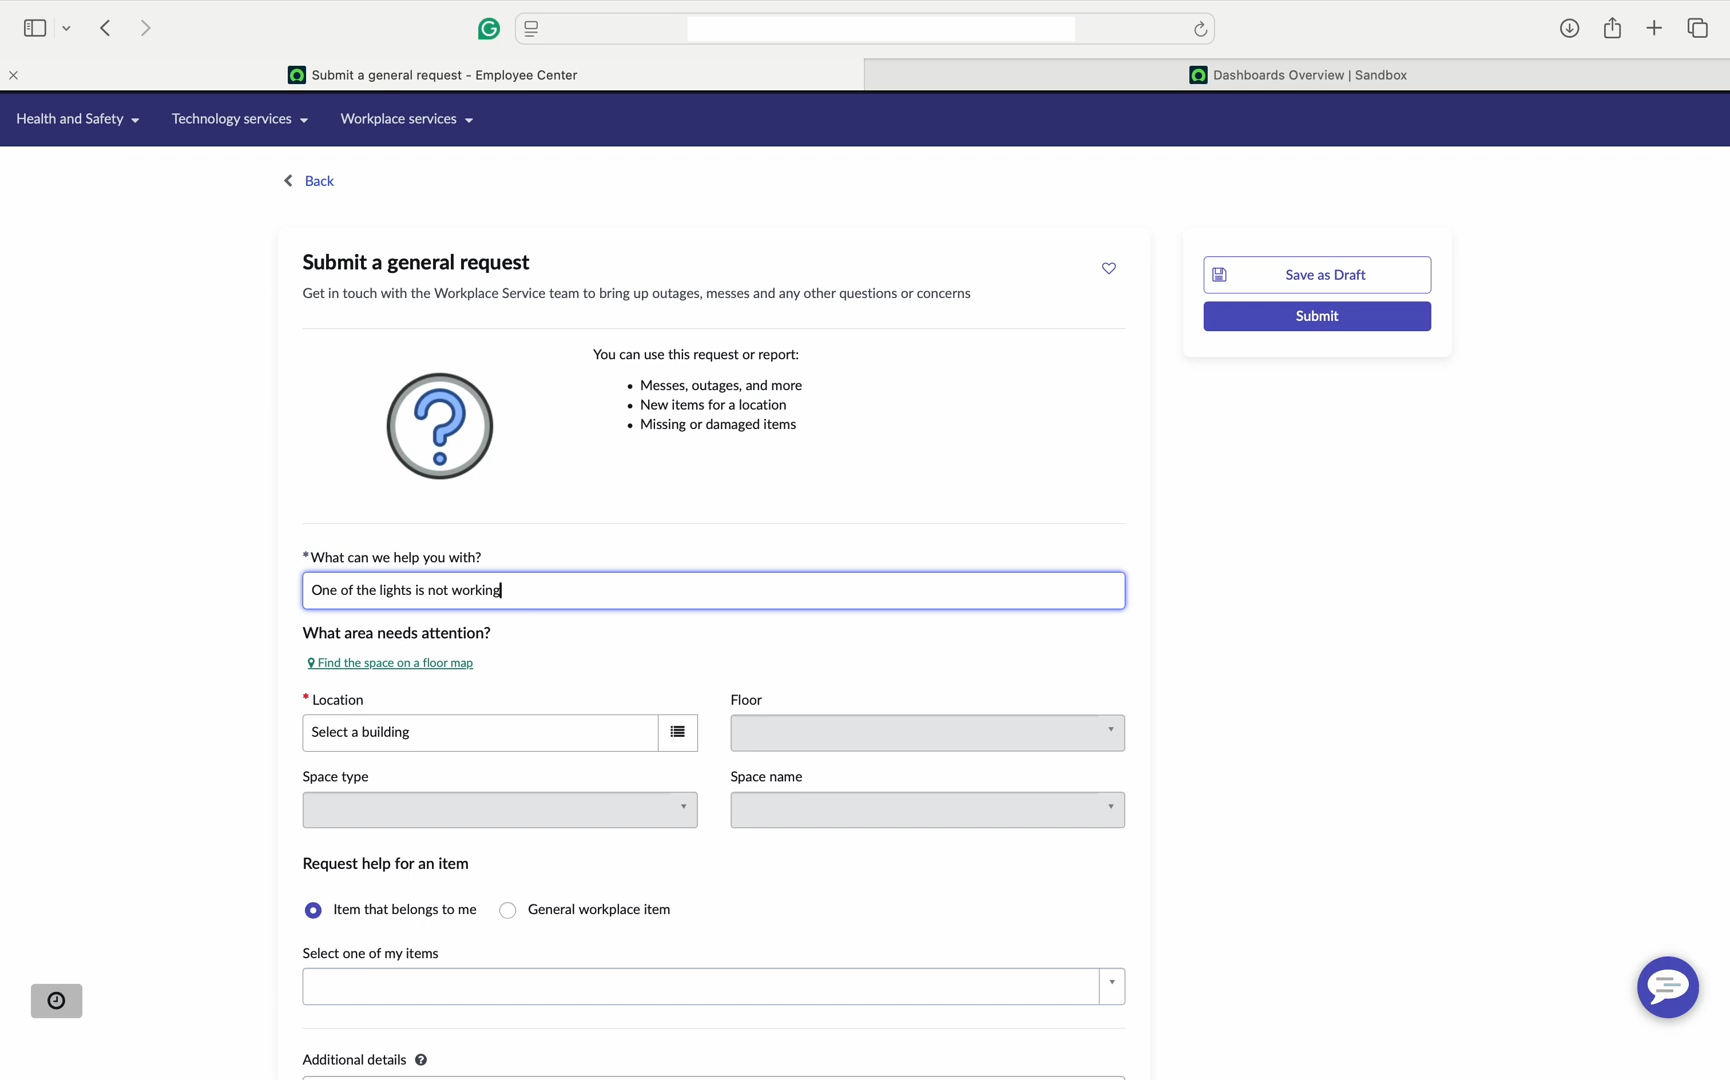 Submit a general request - Employee Center
Dashboards Overview | Sandbox
Health and Safety
Technology services
Workplace services
Back
Submit a general request
Get in touch with the Workplace Service team to bring up outages, messes and any other questions or concerns
Save as Draft
Submit
You can use this request or report:
• Messes, outages, and more
• New items for a location
• Missing or damaged items
*What can we help you with?
One of the lights is not working
What area needs attention?
Find the space on a floor map
* Location
Floor
Select a building
Space type
Space name
Request help for an item
Item that belongs to me
General workplace item
Select one of my items
Additional details